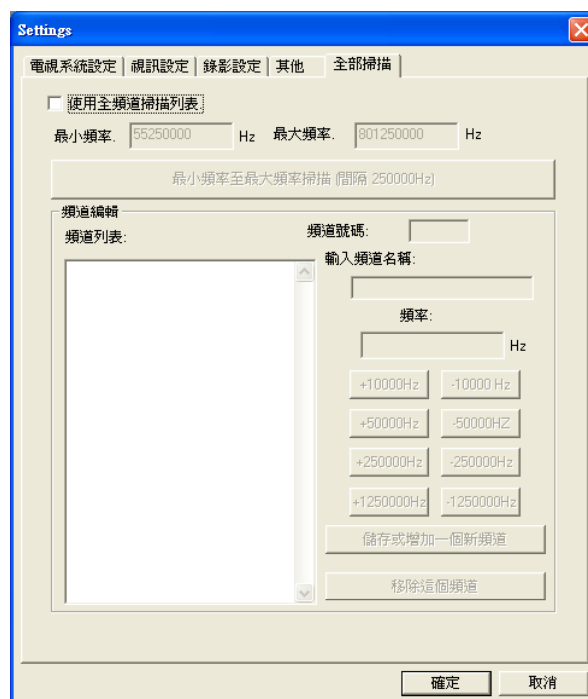 Settings
電視系統設定 視訊設定 錄影設定 其他 全部掃描
使用全頻道掃描列表.
最小頻率. 55250000 Hz 最大頻率. 801250000 Hz
最小頻率至最大頻率掃描 (間隔 250000Hz)
頻道編輯
頻道列表:
頻道號碼:
輸入頻道名稱:
頻率:
Hz
+10000Hz -10000 Hz
+50000Hz -50000HZ
+250000Hz -250000Hz
+1250000Hz -1250000Hz
儲存或增加一個新頻道
移除這個頻道
確定 取消